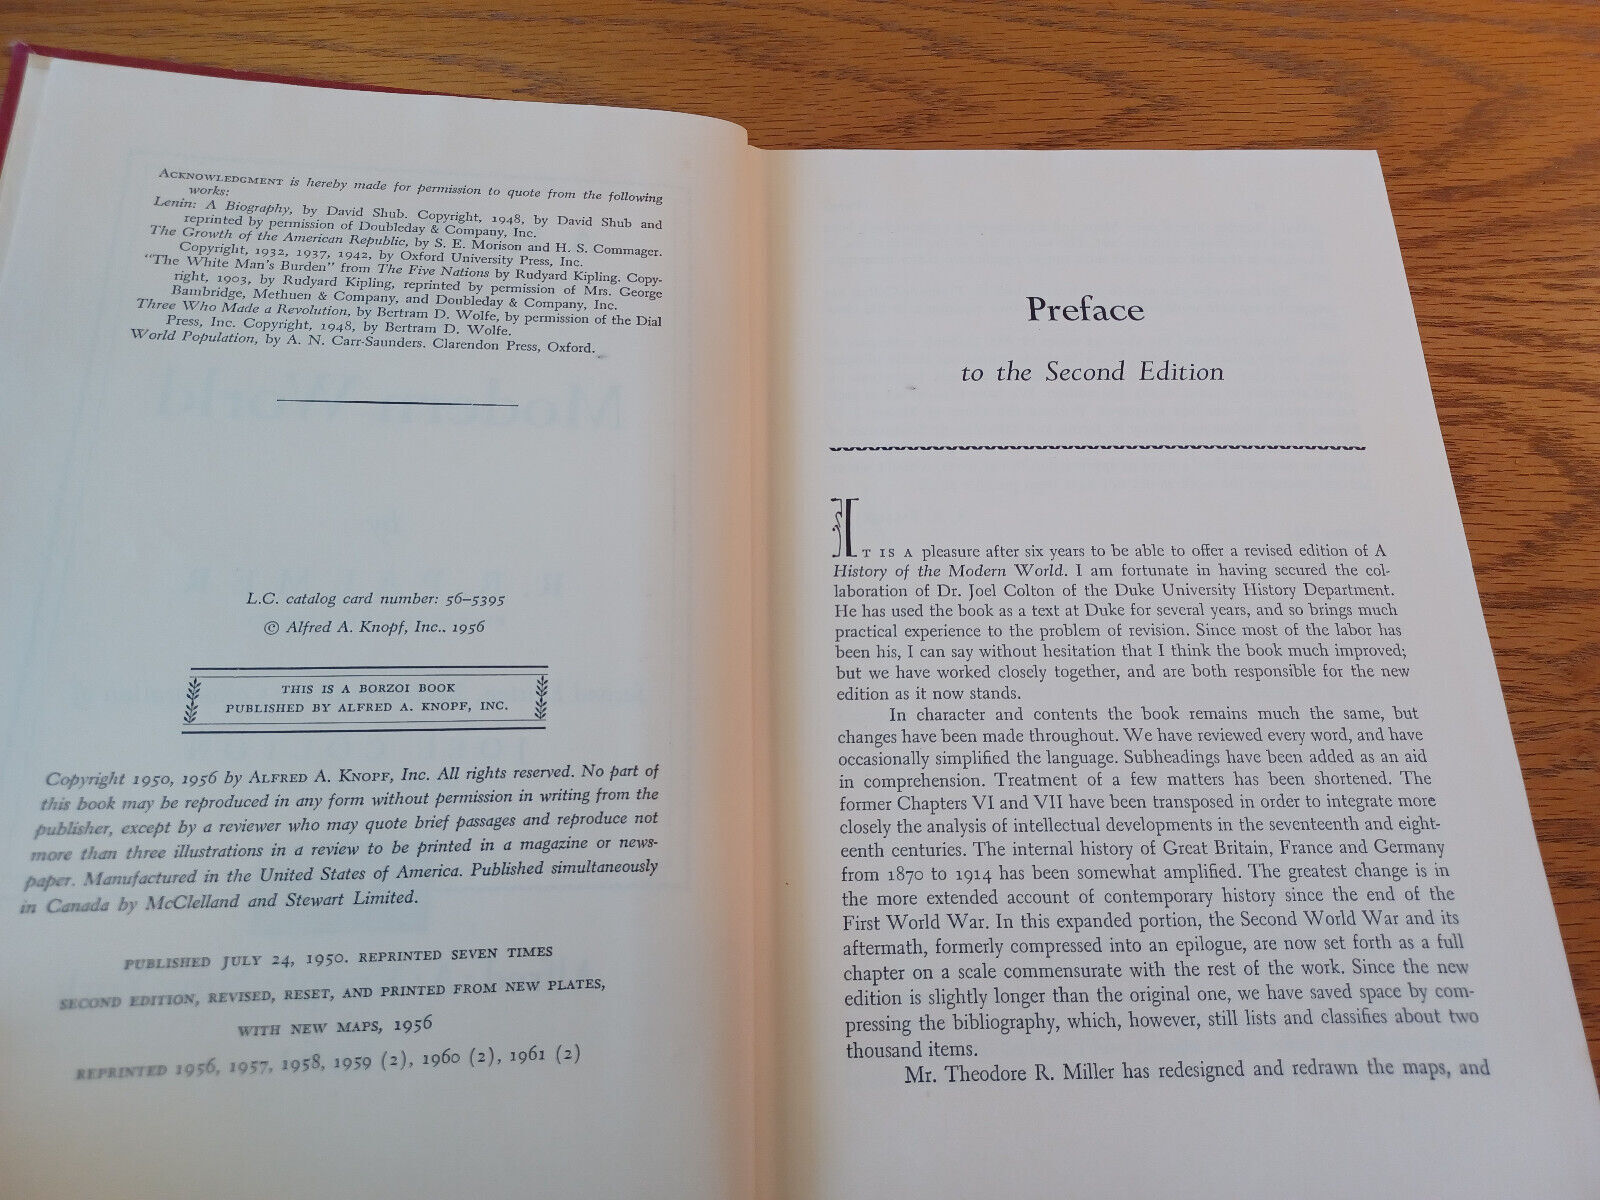 ACKNOWLEDGMENT is hereby made for permission to quote from the following
works:
Lenin: A Biography, by David Shub. Copyright, 1948, by David Shub and
reprinted by permission of Doubleday & Company, Inc.
The Growth of the American Republic, by S. E. Morison and H. S. Commager.
Copyright, 1932, 1937, 1942, by Oxford University Press, Inc.
"The White Man's Burden" from The Five Nations by Rudyard Kipling. Copy-
right, 1903, by Rudyard Kipling, reprinted by permission of Mrs. George
Bambridge, Methuen & Company, and Doubleday & Company, Inc.
Three Who Made a Revolution, by Bertram D. Wolfe, by permission of the Dial
Press, Inc. Copyright, 1948, by Bertram D. Wolfe.
World Population, by A. N. Carr-Saunders. Clarendon Press, Oxford.
L.C. catalog card number: 56–5395
© Alfred A. Knopf, Inc., 1956
THIS IS A BORZOI BOOK
PUBLISHED BY ALFRED A. KNOPF, INC.
Copyright 1950, 1956 by ALFRED A. KNOPF, Inc. All rights reserved. No part of
this book may be reproduced in any form without permission in writing from the
publisher, except by a reviewer who may quote brief passages and reproduce not
more than three illustrations in a review to be printed in a magazine or news-
paper. Manufactured in the United States of America. Published simultaneously
in Canada by McClelland and Stewart Limited.
PUBLISHED JULY 24, 1950. REPRINTED SEVEN TIMES
SECOND EDITION, REVISED, RESET, AND PRINTED FROM NEW PLATES,
WITH NEW MAPS, 1956
REPRINTED 1956, 1957, 1958, 1959 (2), 1960 (2), 1961 (2)
Preface
to the Second Edition
IT IS A pleasure after six years to be able to offer a revised edition of A
History of the Modern World. I am fortunate in having secured the col-
laboration of Dr. Joel Colton of the Duke University History Department.
He has used the book as a text at Duke for several years, and so brings much
practical experience to the problem of revision. Since most of the labor has
been his, I can say without hesitation that I think the book much improved;
but we have worked closely together, and are both responsible for the new
edition as it now stands.
In character and contents the book remains much the same, but
changes have been made throughout. We have reviewed every word, and have
occasionally simplified the language. Subheadings have been added as an aid
in comprehension. Treatment of a few matters has been shortened. The
former Chapters VI and VII have been transposed in order to integrate more
closely the analysis of intellectual developments in the seventeenth and eight-
eenth centuries. The internal history of Great Britain, France and Germany
from 1870 to 1914 has been somewhat amplified. The greatest change is in
the more extended account of contemporary history since the end of the
First World War. In this expanded portion, the Second World War and its
aftermath, formerly compressed into an epilogue, are now set forth as a full
chapter on a scale commensurate with the rest of the work. Since the new
edition is slightly longer than the original one, we have saved space by com-
pressing the bibliography, which, however, still lists and classifies about two
thousand items.
Mr. Theodore R. Miller has redesigned and redrawn the maps, and